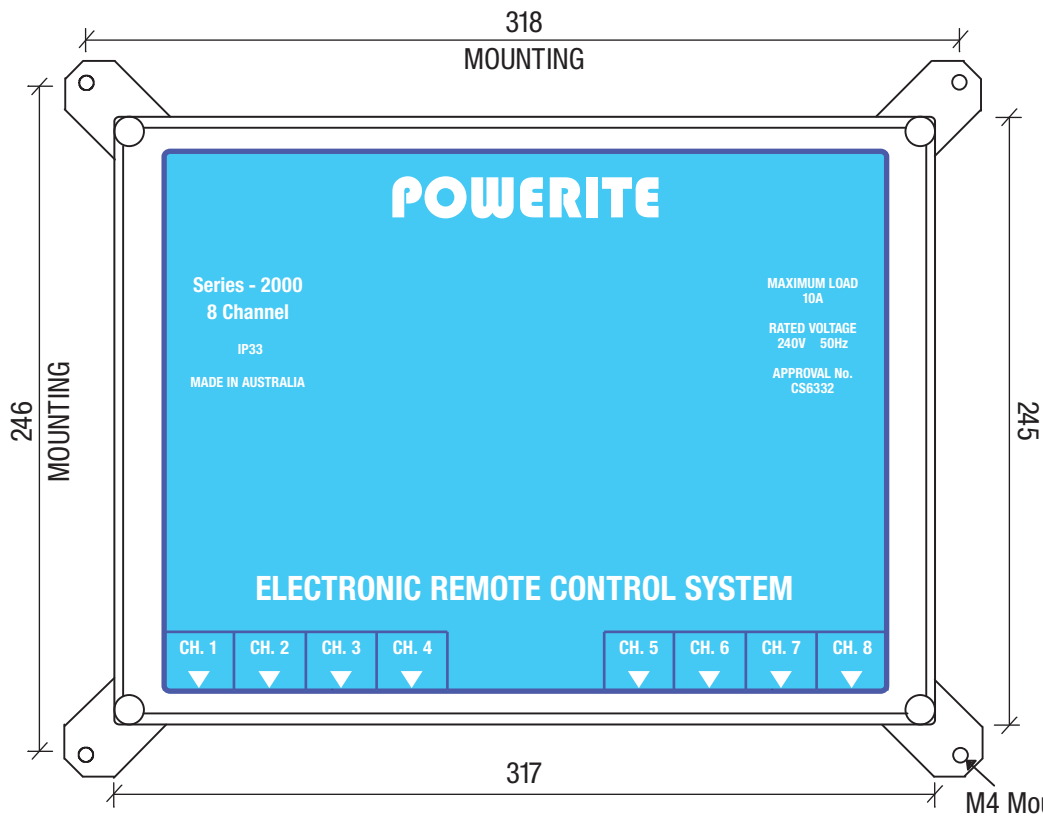 318
MOUNTING
POWERITE
Series - 2000
8 Channel
IP33
MADE IN AUSTRALIA
MAXIMUM LOAD
10A
RATED VOLTAGE
240V 50Hz
APPROVAL No.
CS6332
246
MOUNTING
245
ELECTRONIC REMOTE CONTROL SYSTEM
CH. 1 CH. 2 CH. 3 CH. 4 CH. 5 CH. 6 CH. 7 CH. 8
317
M4